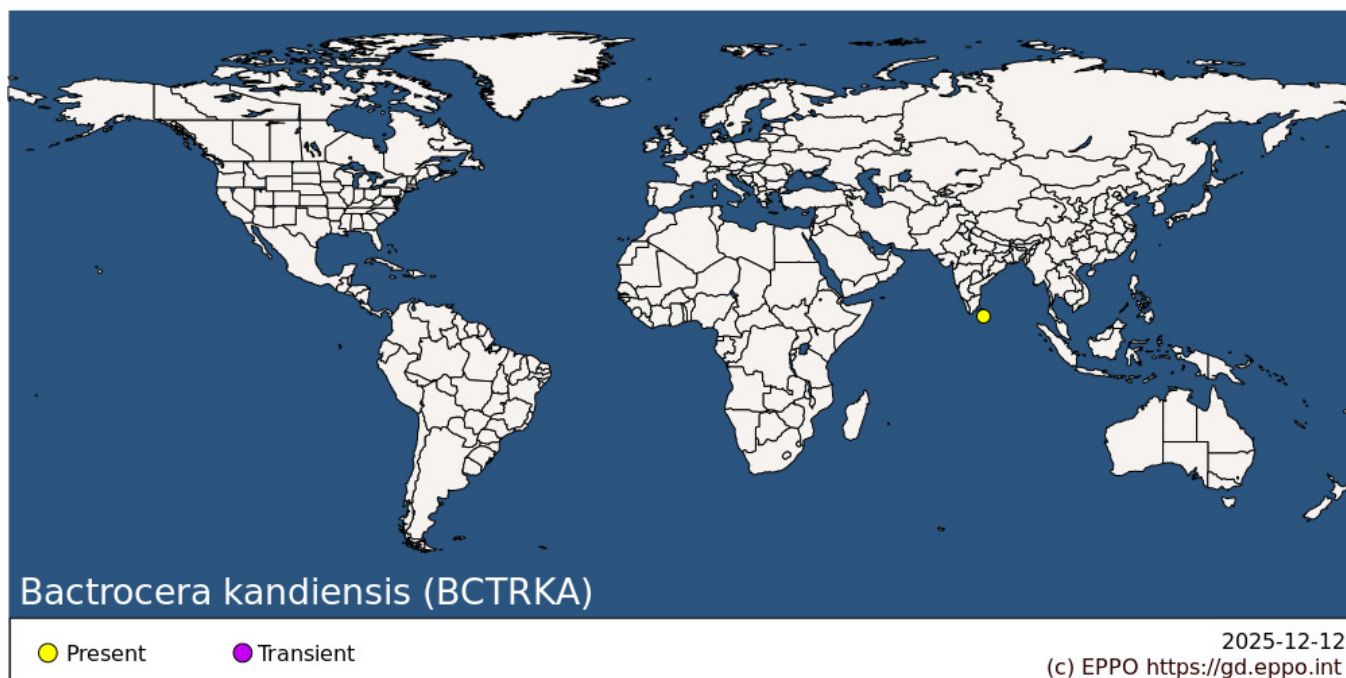 Bactrocera kandiensis (BCTRKA)
Present
Transient
2025-12-12
(c) EPPO https://gd.eppo.int